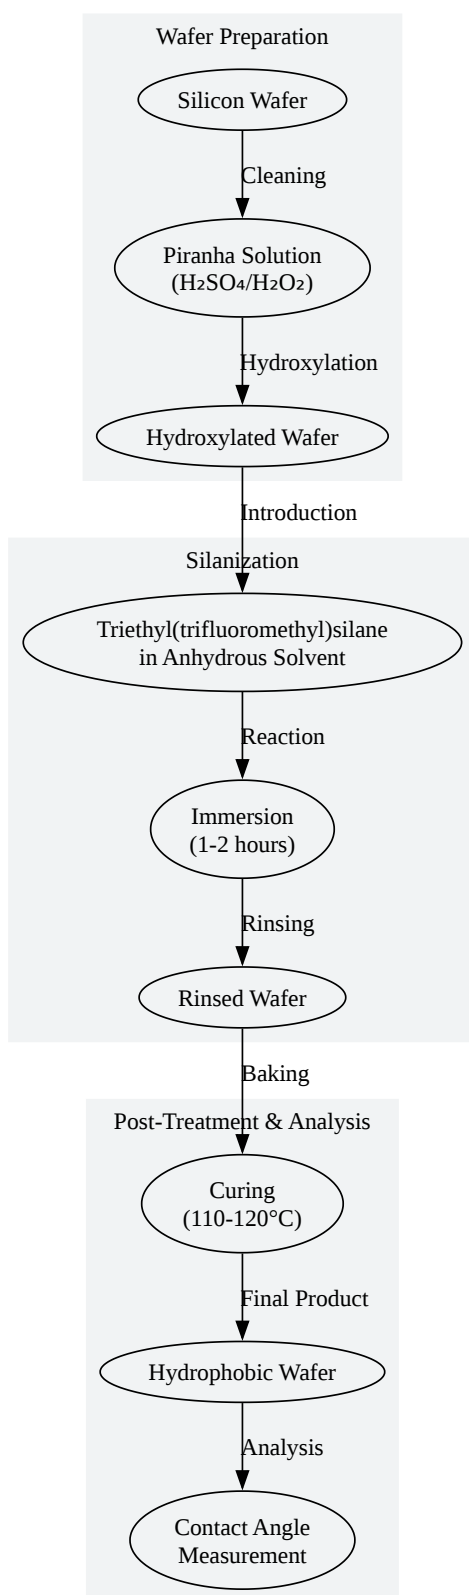 Wafer Preparation
Silicon Wafer
Cleaning
Piranha Solution
(H₂SO₄/H₂O₂)
Hydroxylation
Hydroxylated Wafer
Introduction
Silanization
Triethyl(trifluoromethyl)silane
in Anhydrous Solvent
Reaction
Immersion
(1-2 hours)
Rinsing
Rinsed Wafer
Baking
Post-Treatment & Analysis
Curing
(110-120°C)
Final Product
Hydrophobic Wafer
Analysis
Contact Angle
Measurement